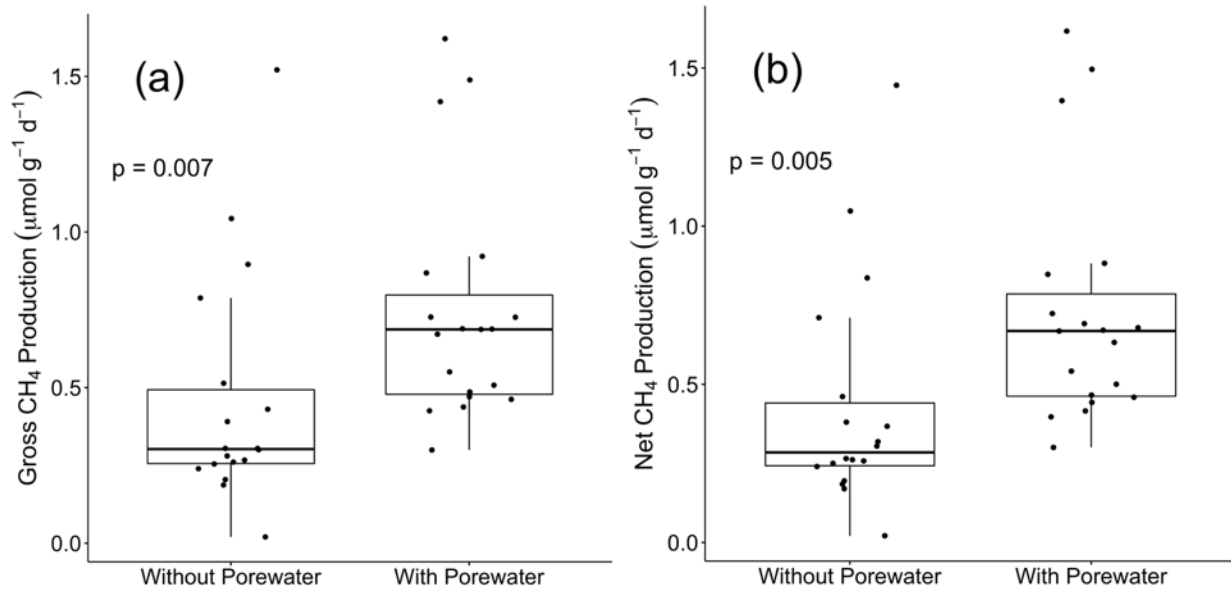 (a)
p = 0.007
Gross CH₄ Production (μmol g⁻¹ d⁻¹)
1.5
1.0
0.5
0.0
Without Porewater
With Porewater
(b)
p = 0.005
Net CH₄ Production (μmol g⁻¹ d⁻¹)
1.5
1.0
0.5
0.0
Without Porewater
With Porewater